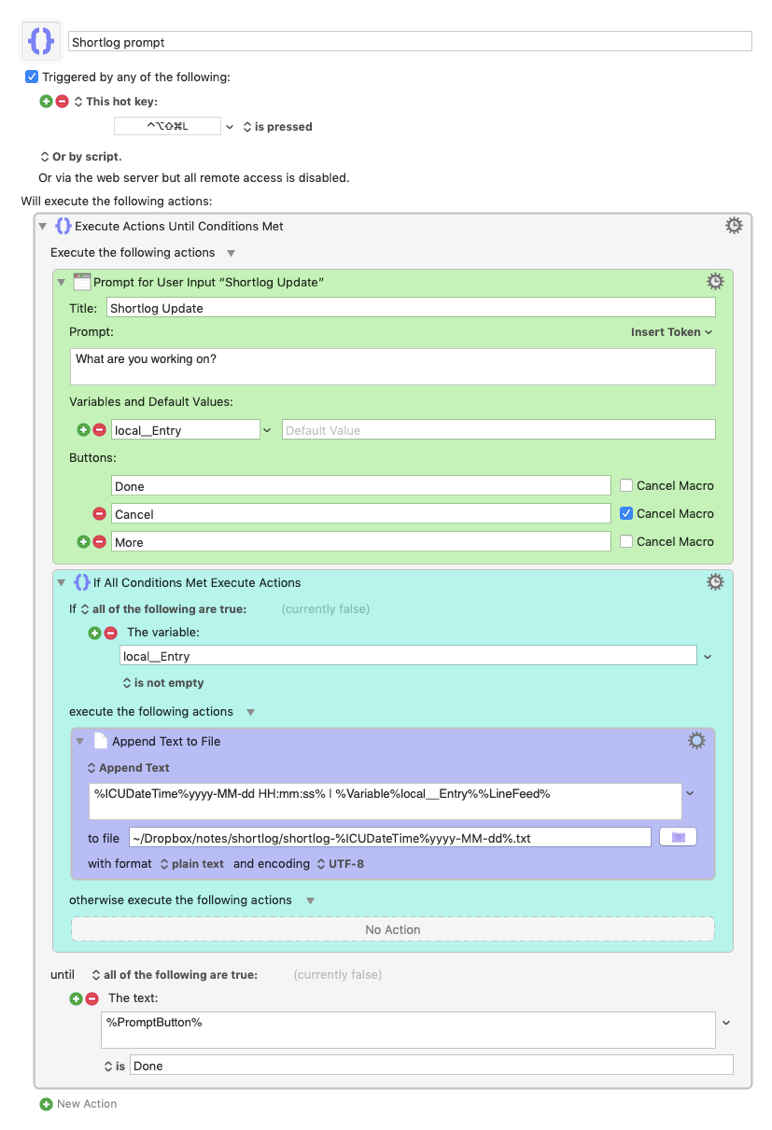 Shortlog prompt
Triggered by any of the following:
This hot key:
^⌥⇧⌘L is pressed
Or by script.
Or via the web server but all remote access is disabled.
Will execute the following actions:
Execute Actions Until Conditions Met
Execute the following actions
Prompt for User Input “Shortlog Update”
Title: Shortlog Update
Prompt: Insert Token
What are you working on?
Variables and Default Values:
local__Entry Default Value
Buttons:
Done Cancel Macro
Cancel Cancel Macro
More Cancel Macro
If All Conditions Met Execute Actions
If all of the following are true: (currently false)
The variable:
local__Entry
is not empty
execute the following actions
Append Text to File
Append Text
%ICUDateTime%yyyy-MM-dd HH:mm:ss% | %Variable%local__Entry%%LineFeed%
to file ~/Dropbox/notes/shortlog/shortlog-%ICUDateTime%yyyy-MM-dd%.txt
with format plain text and encoding UTF-8
otherwise execute the following actions
No Action
until all of the following are true: (currently false)
The text:
%PromptButton%
is Done
New Action